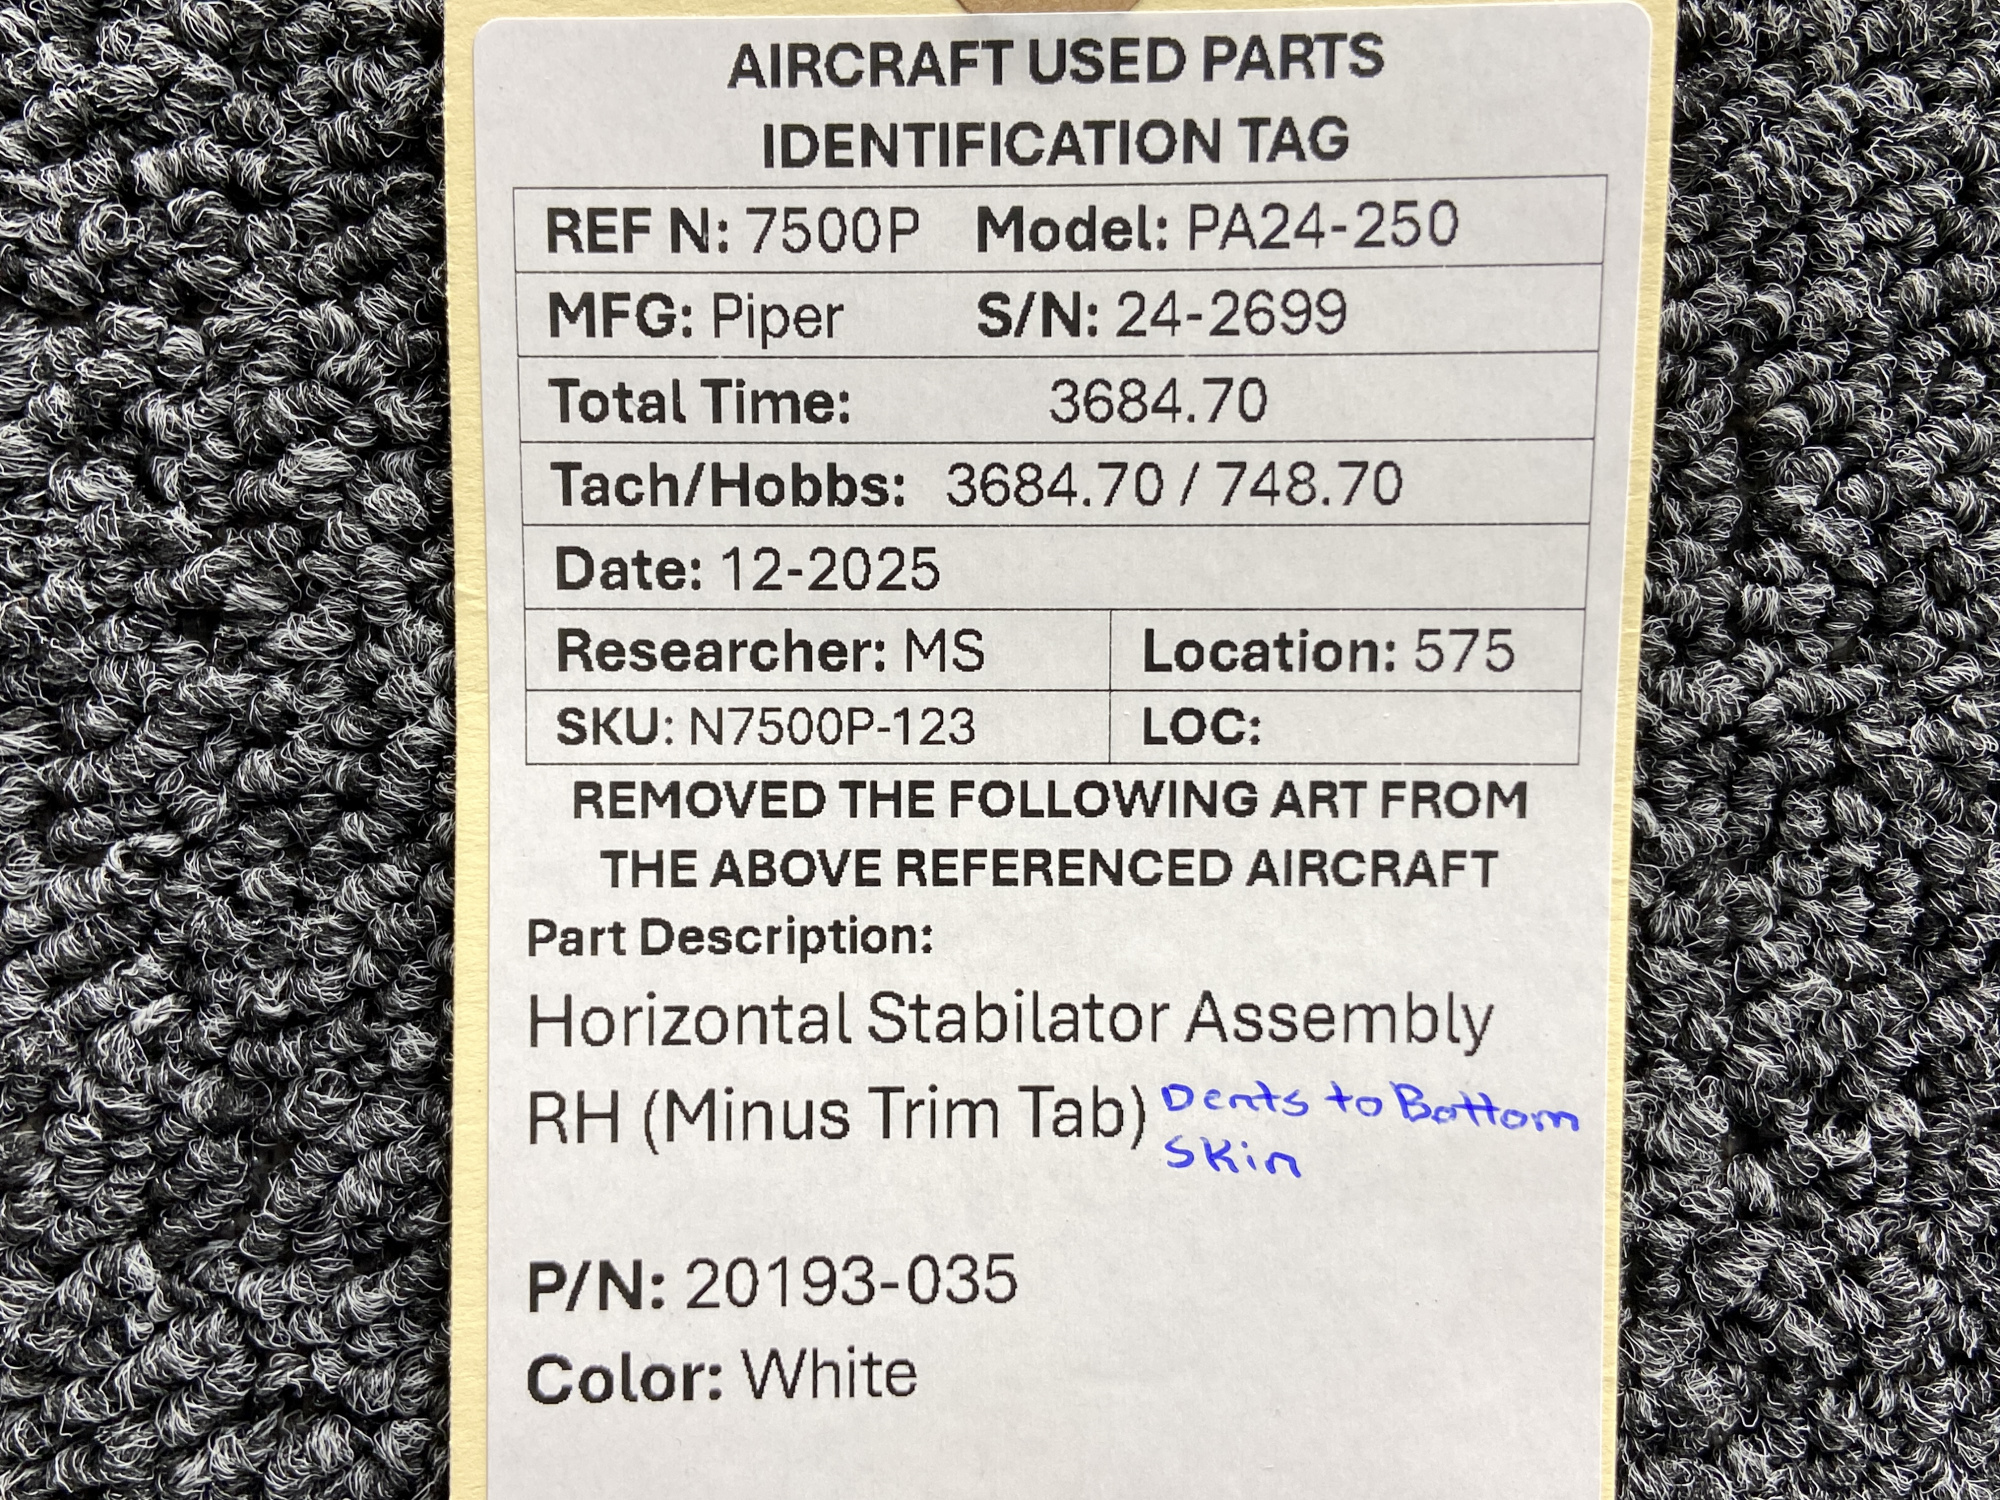 AIRCRAFT USED PARTS
IDENTIFICATION TAG
REF N: 7500P Model: PA24-250
MFG: Piper S/N: 24-2699
Total Time: 3684.70
Tach/Hobbs: 3684.70 / 748.70
Date: 12-2025
Researcher: MS Location: 575
SKU: N7500P-123 LOC:
REMOVED THE FOLLOWING ART FROM
THE ABOVE REFERENCED AIRCRAFT
Part Description:
Horizontal Stabilator Assembly
RH (Minus Trim Tab) Dents to Bottom
Skin
P/N: 20193-035
Color: White